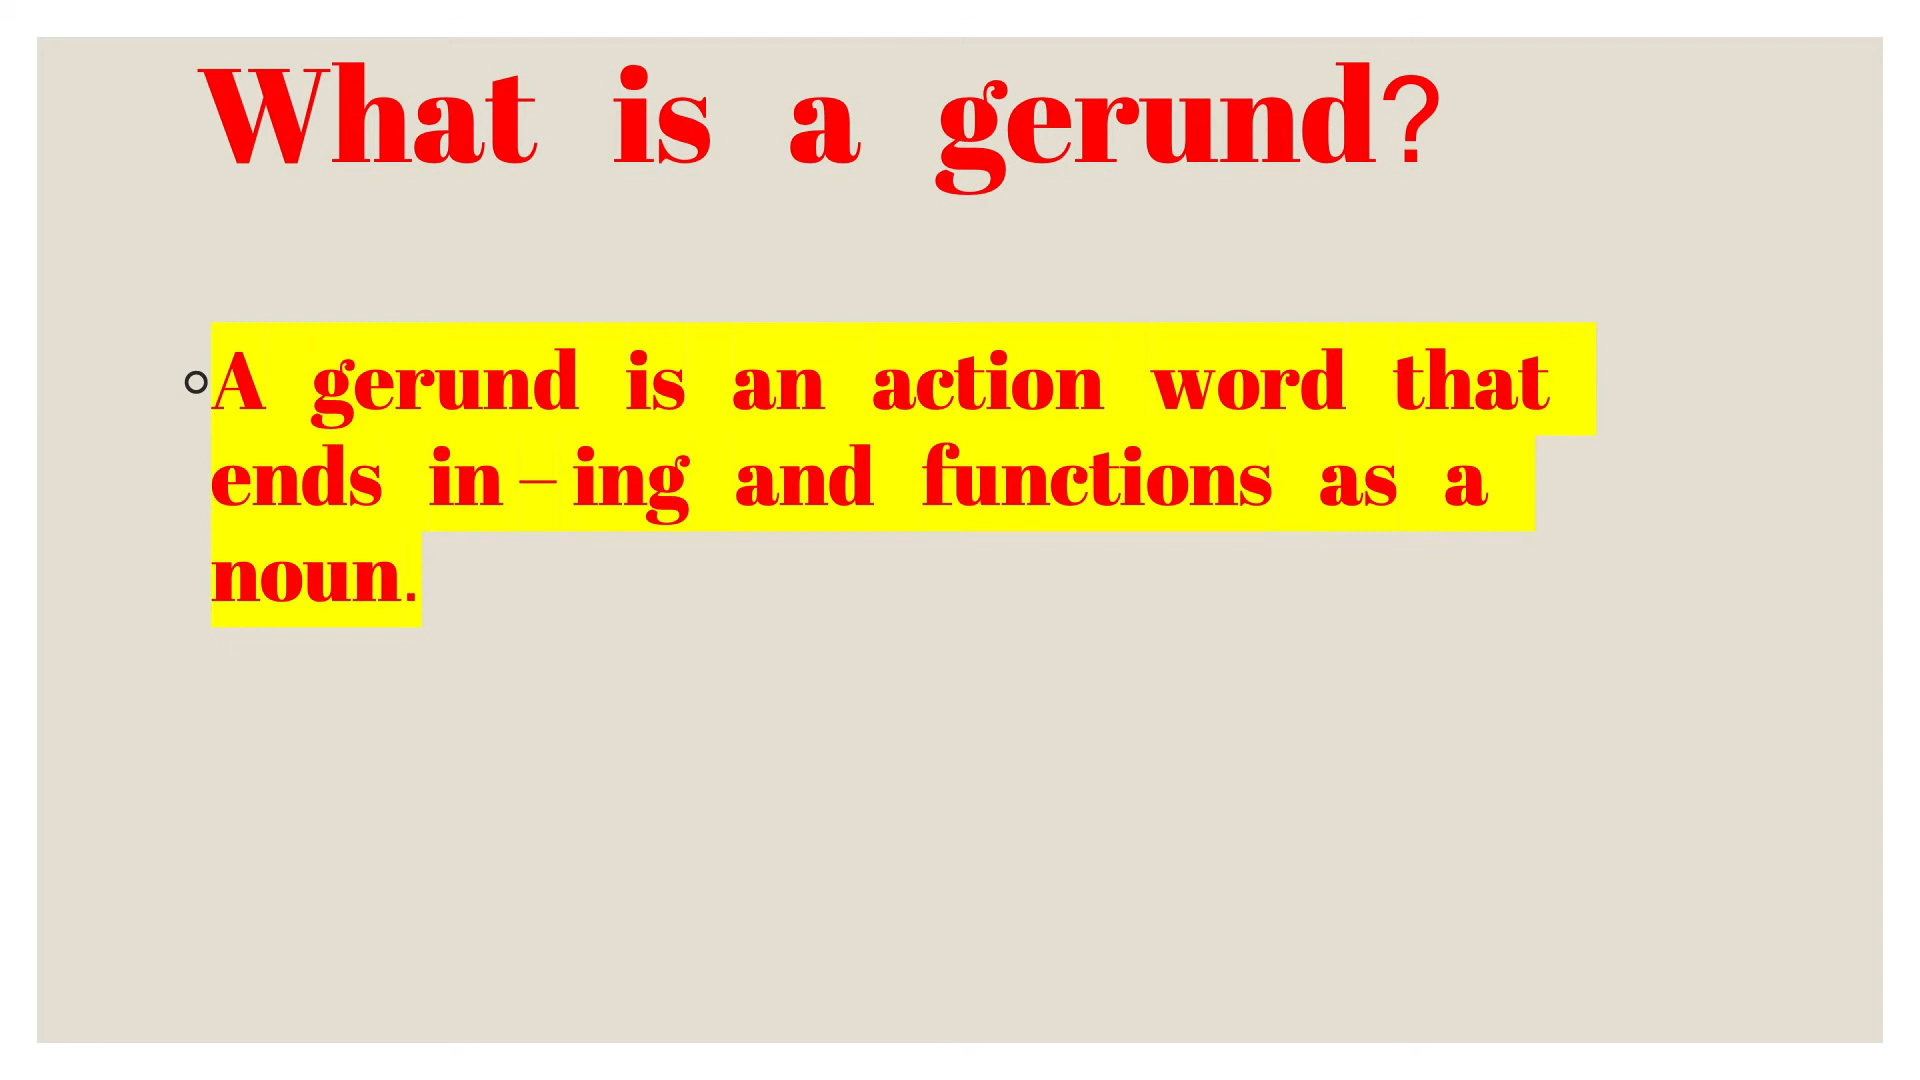 What is a gerund?
◦A gerund is an action word that
ends in – ing and functions as a
noun.